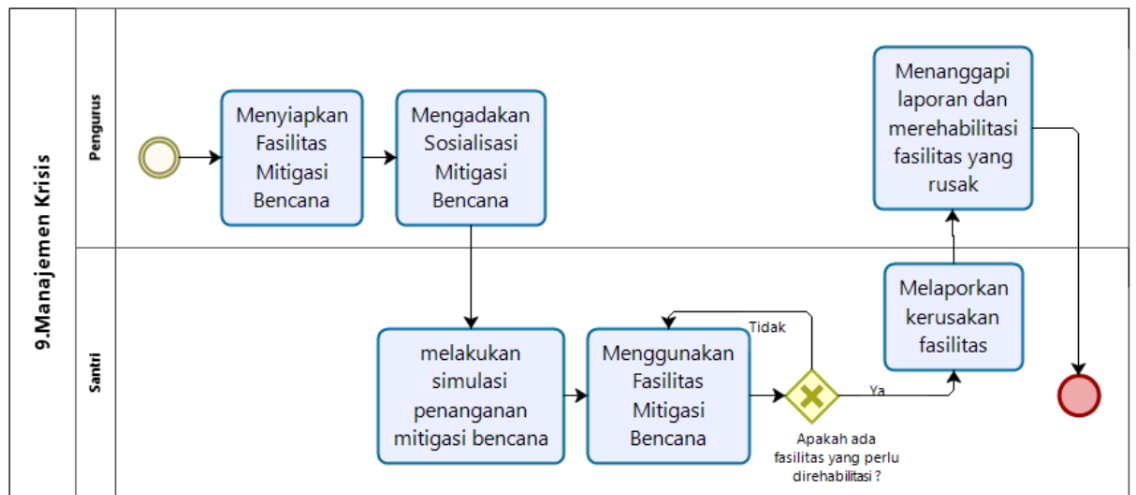 9.Manajemen Krisis
Pengurus
Menyiapkan
Fasilitas
Mitigasi
Bencana
Mengadakan
Sosialisasi
Mitigasi
Bencana
Menanggapi
laporan dan
merehabilitasi
fasilitas yang
rusak
Santri
melakukan
simulasi
penanganan
mitigasi bencana
Menggunakan
Fasilitas
Mitigasi
Bencana
Tidak
Apakah ada
fasilitas yang perlu
direhabilitasi ?
Ya
Melaporkan
kerusakan
fasilitas